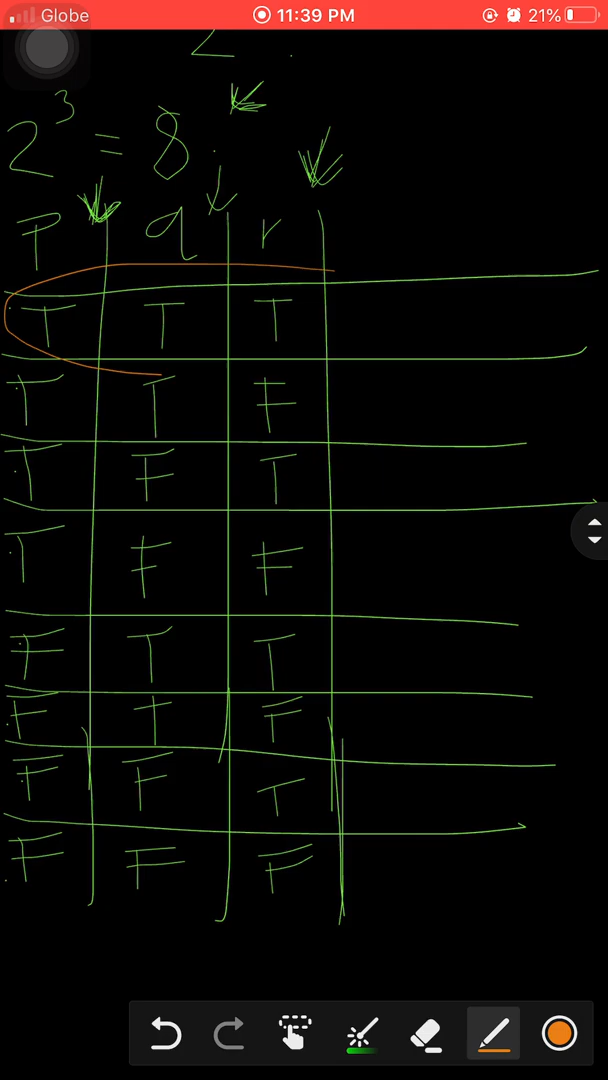 Globe 11:39 PM 21%
2
2³ = 8.
P q r
T T T
T T F
T F T
T F F
F T T
F T F
F F T
F F F